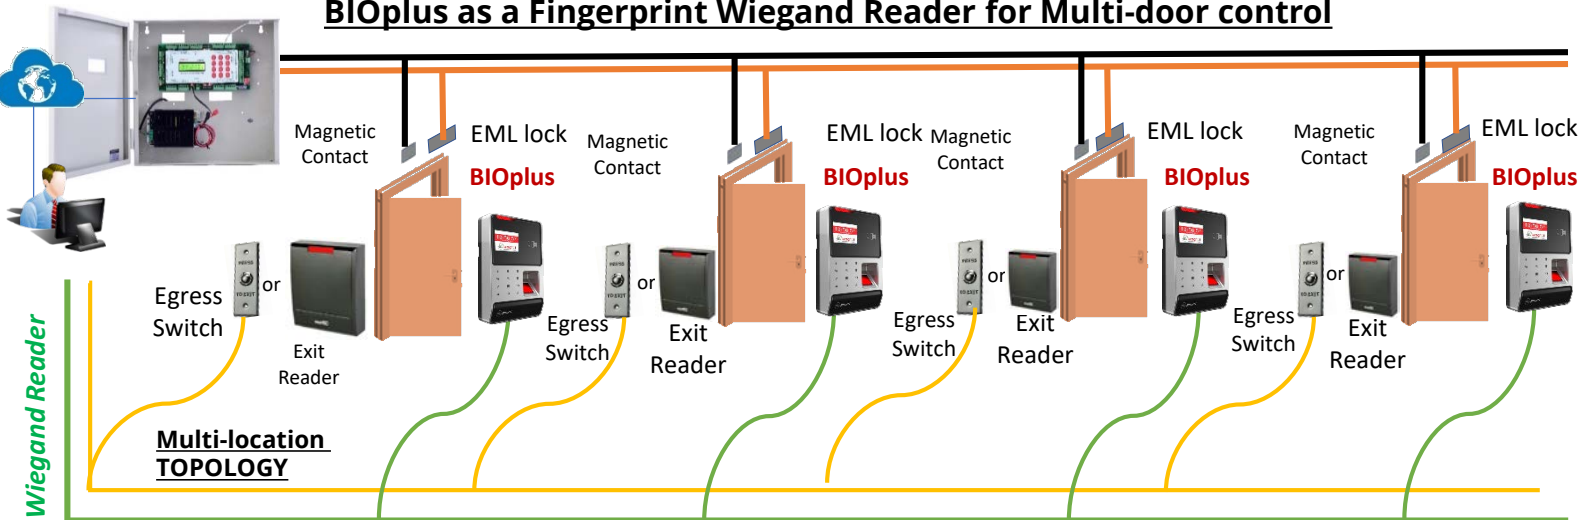 BIOplus as a Fingerprint Wiegand Reader for Multi-door control
Magnetic
Contact
EML lock
BIOplus
Magnetic
Contact
EML lock
BIOplus
Magnetic
Contact
EML lock
BIOplus
Magnetic
Contact
EML lock
BIOplus
Egress
Switch
or
Exit
Reader
Egress
Switch
or
Exit
Reader
Egress
Switch
or
Exit
Reader
Egress
Switch
or
Exit
Reader
Wiegand Reader
Multi-location
TOPOLOGY